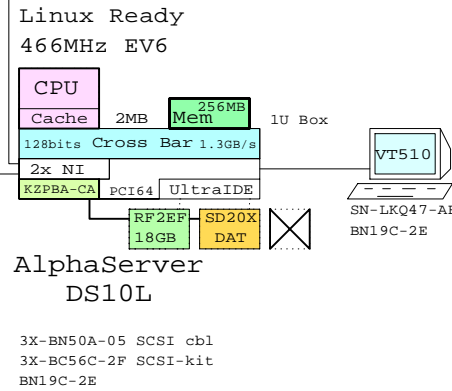 Linux Ready
466MHz EV6
CPU
Cache 2MB 256MB Mem 1U Box
128bits Cross Bar 1.3GB/s
2x NI
KZPBA-CA PCI64 UltraIDE
VT510
RF2EF SD20X
18GB DAT
SN-LKQ47-AB
BN19C-2E
AlphaServer
DS10L
3X-BN50A-05 SCSI cbl
3X-BC56C-2F SCSI-kit
BN19C-2E